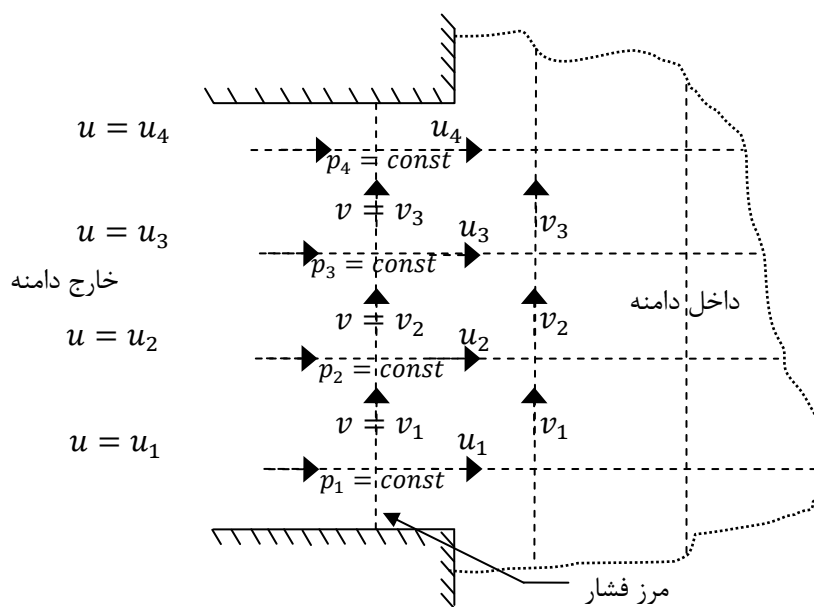 u = u₄
u₄
p₄ = const
v = v₃
v₃
u = u₃
u₃
p₃ = const
خارج دامنه
داخل دامنه
v = v₂
v₂
u = u₂
u₂
p₂ = const
v = v₁
v₁
u = u₁
u₁
p₁ = const
مرز فشار